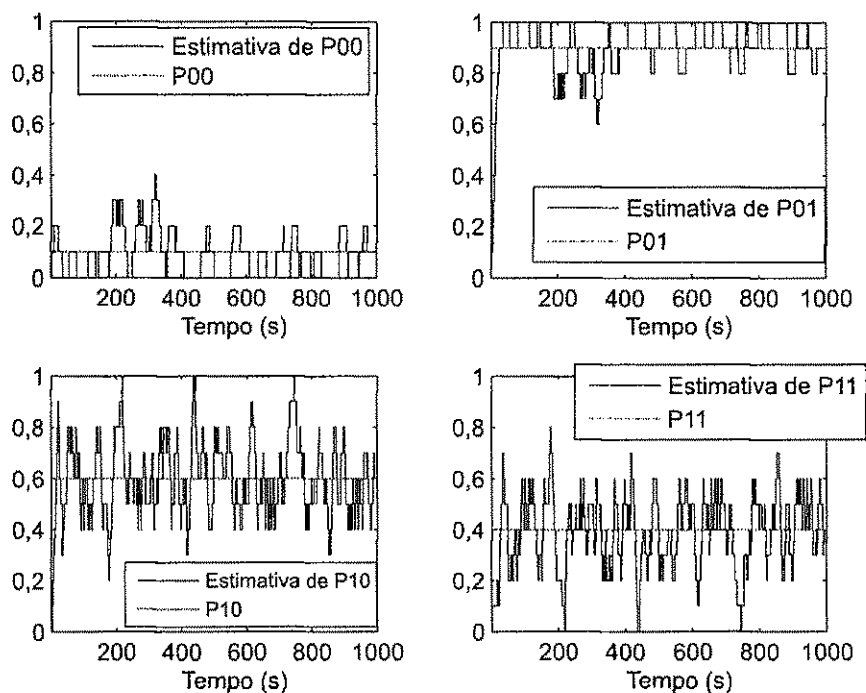 1
0,8
0,6
0,4
0,2
0
Estimativa de P00
P00
200 400 600 800 1000
Tempo (s)
1
0,8
0,6
0,4
0,2
0
Estimativa de P01
P01
200 400 600 800 1000
Tempo (s)
1
0,8
0,6
0,4
0,2
0
Estimativa de P10
P10
200 400 600 800 1000
Tempo (s)
1
0,8
0,6
0,4
0,2
0
Estimativa de P11
P11
200 400 600 800 1000
Tempo (s)